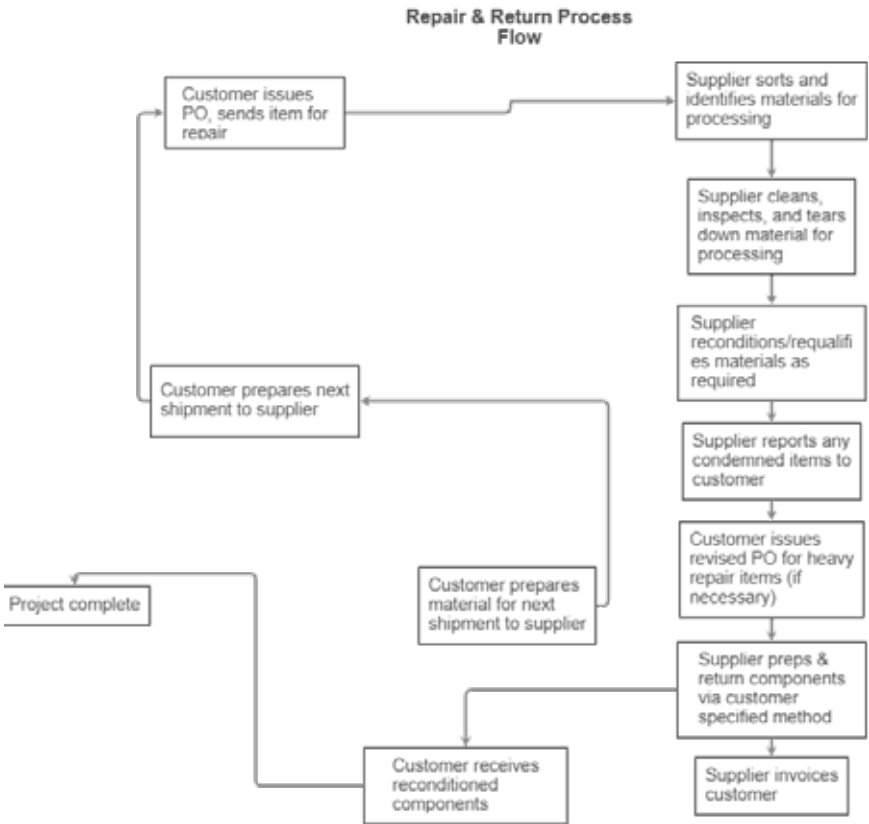 Repair & Return Process
Flow
Customer issues
PO, sends item for
repair
Supplier sorts and
identifies materials for
processing
Supplier cleans,
inspects, and tears
down material for
processing
Supplier
reconditions/requalifi
es materials as
required
Customer prepares next
shipment to supplier
Supplier reports any
condemned items to
customer
Customer issues
revised PO for heavy
repair items (if
necessary)
Customer prepares
material for next
shipment to supplier
Project complete
Supplier preps &
return components
via customer
specified method
Customer receives
reconditioned
components
Supplier invoices
customer